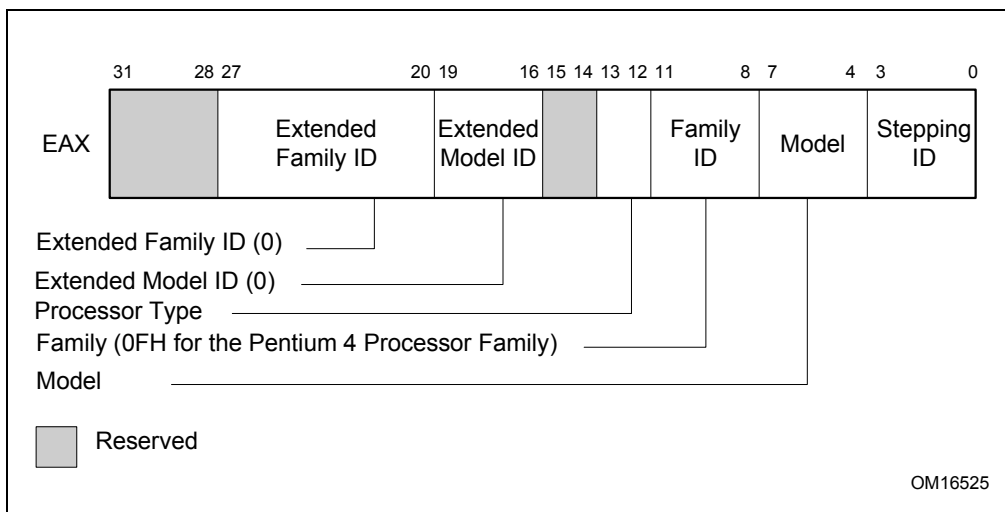 31 28 27 20 19 16 15 14 13 12 11 8 7 4 3 0
EAX
Extended Family ID
Extended Model ID
Family ID
Model
Stepping ID
Extended Family ID (0)
Extended Model ID (0)
Processor Type
Family (0FH for the Pentium 4 Processor Family)
Model
Reserved
OM16525